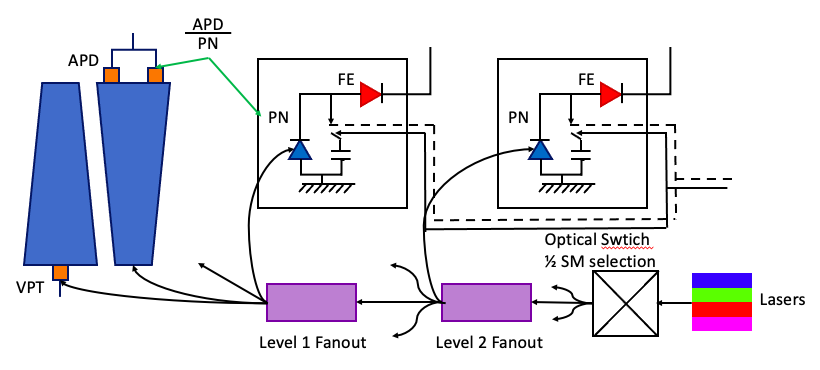 APD
PN
APD
FE
FE
PN
PN
Optical Swtich
½ SM selection
VPT
Lasers
Level 1 Fanout
Level 2 Fanout